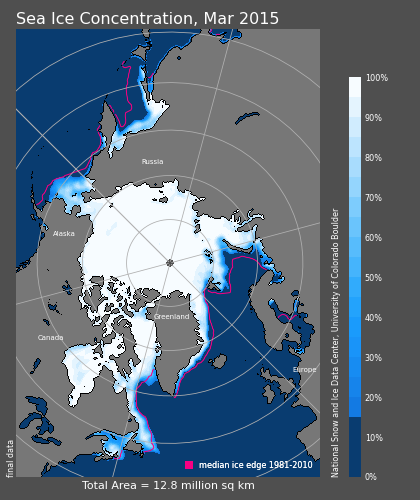 Sea Ice Concentration, Mar 2015
Russia
Alaska
Greenland
Canada
Europe
median ice edge 1981-2010
final data
Total Area = 12.8 million sq km
National Snow and Ice Data Center, University of Colorado Boulder
100%
90%
80%
70%
60%
50%
40%
30%
20%
10%
0%